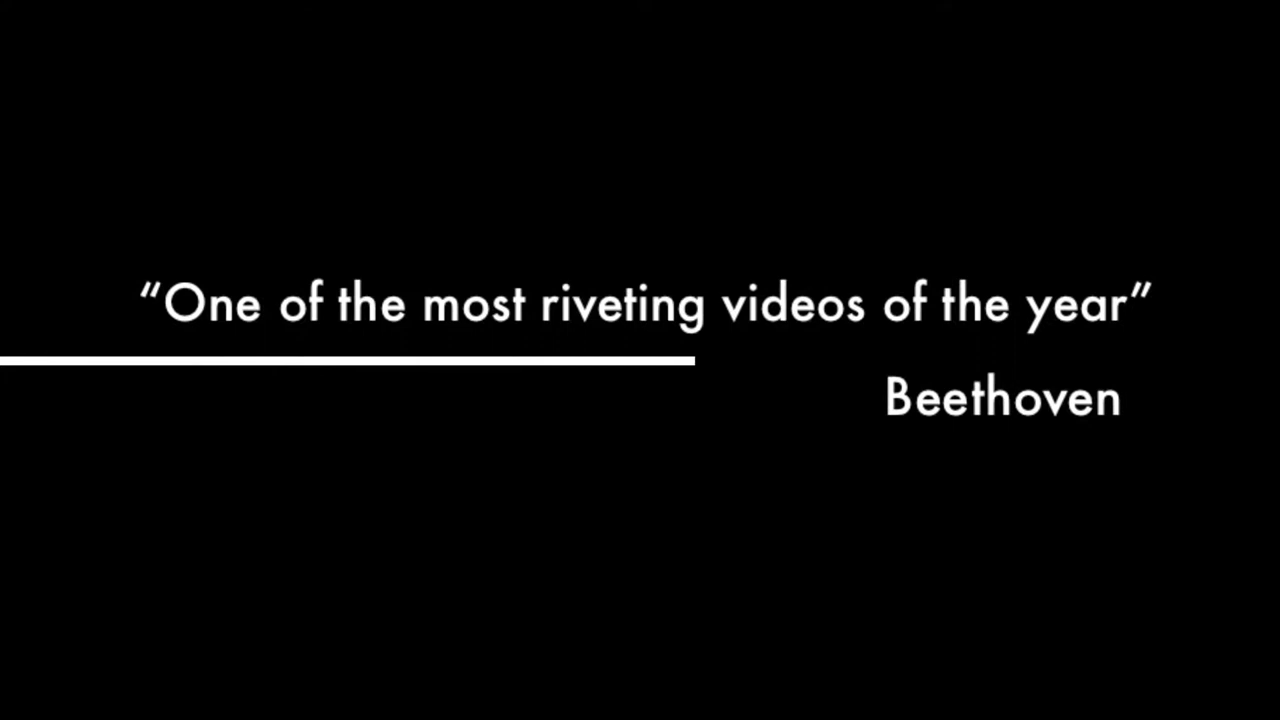 “One of the most riveting videos of the year”
Beethoven